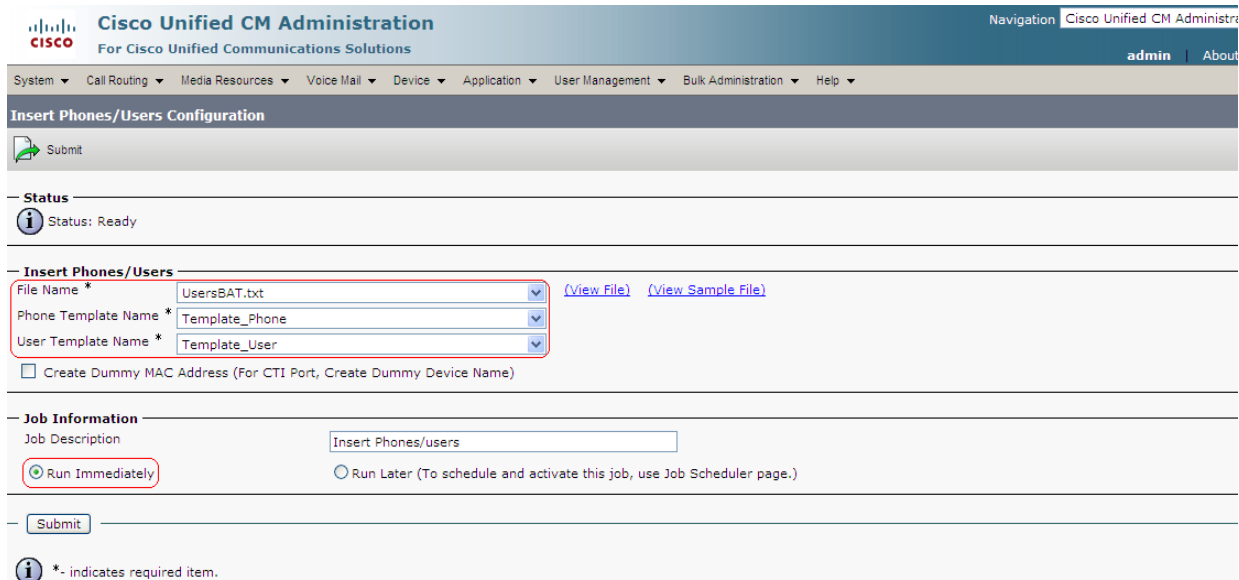 Cisco Unified CM Administration
Navigation Cisco Unified CM Administra
CISCO
For Cisco Unified Communications Solutions
admin | About
System Call Routing Media Resources Voice Mail Device Application User Management Bulk Administration Help
Insert Phones/Users Configuration
Submit
Status
Status: Ready
Insert Phones/Users
File Name * UsersBAT.txt (View File) (View Sample File)
Phone Template Name * Template_Phone
User Template Name * Template_User
Create Dummy MAC Address (For CTI Port, Create Dummy Device Name)
Job Information
Job Description Insert Phones/users
Run Immediately Run Later (To schedule and activate this job, use Job Scheduler page.)
Submit
*- indicates required item.